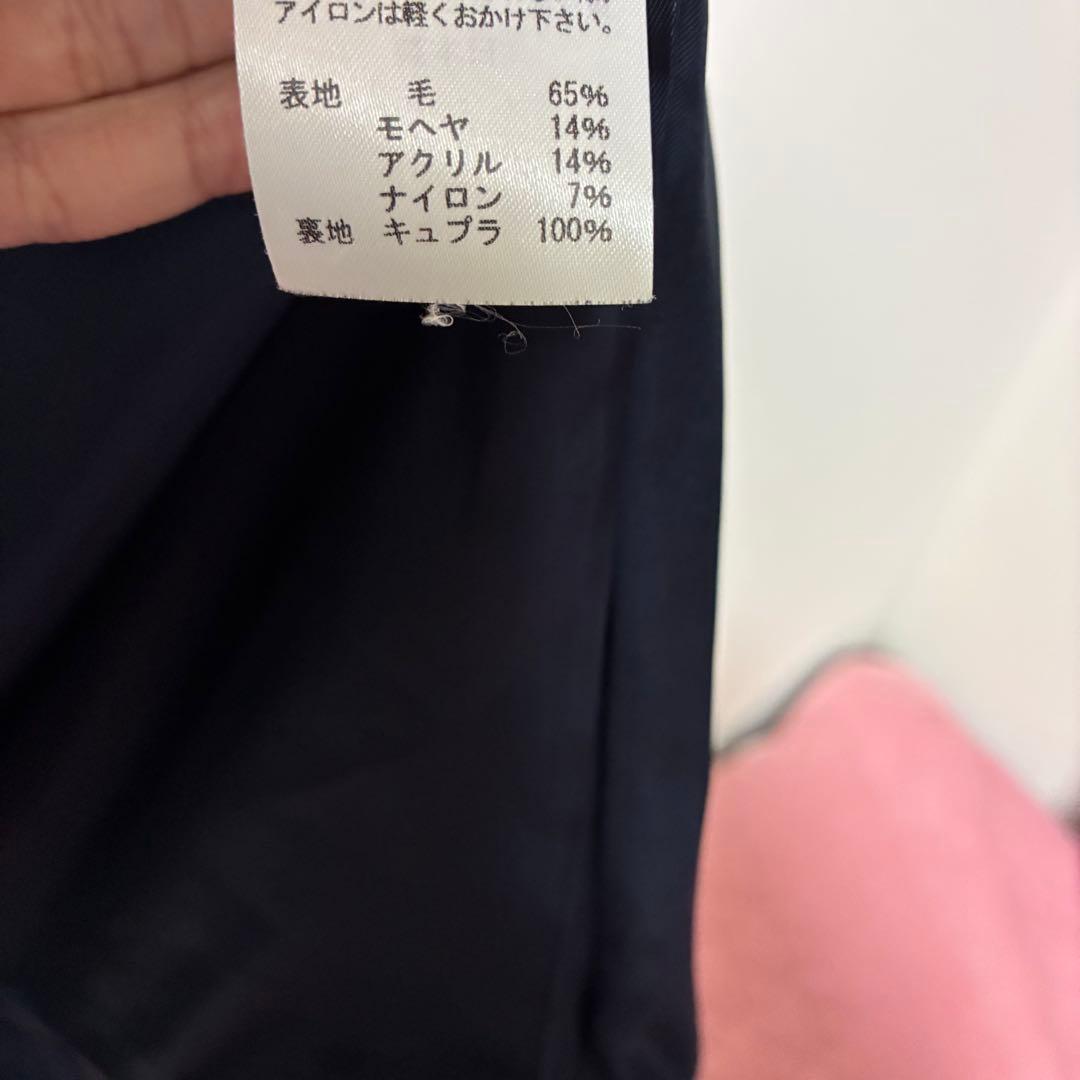 アイロンは軽くおかけ下さい。
表地 毛 65%
モヘヤ 14%
アクリル 14%
ナイロン 7%
裏地 キュプラ 100%